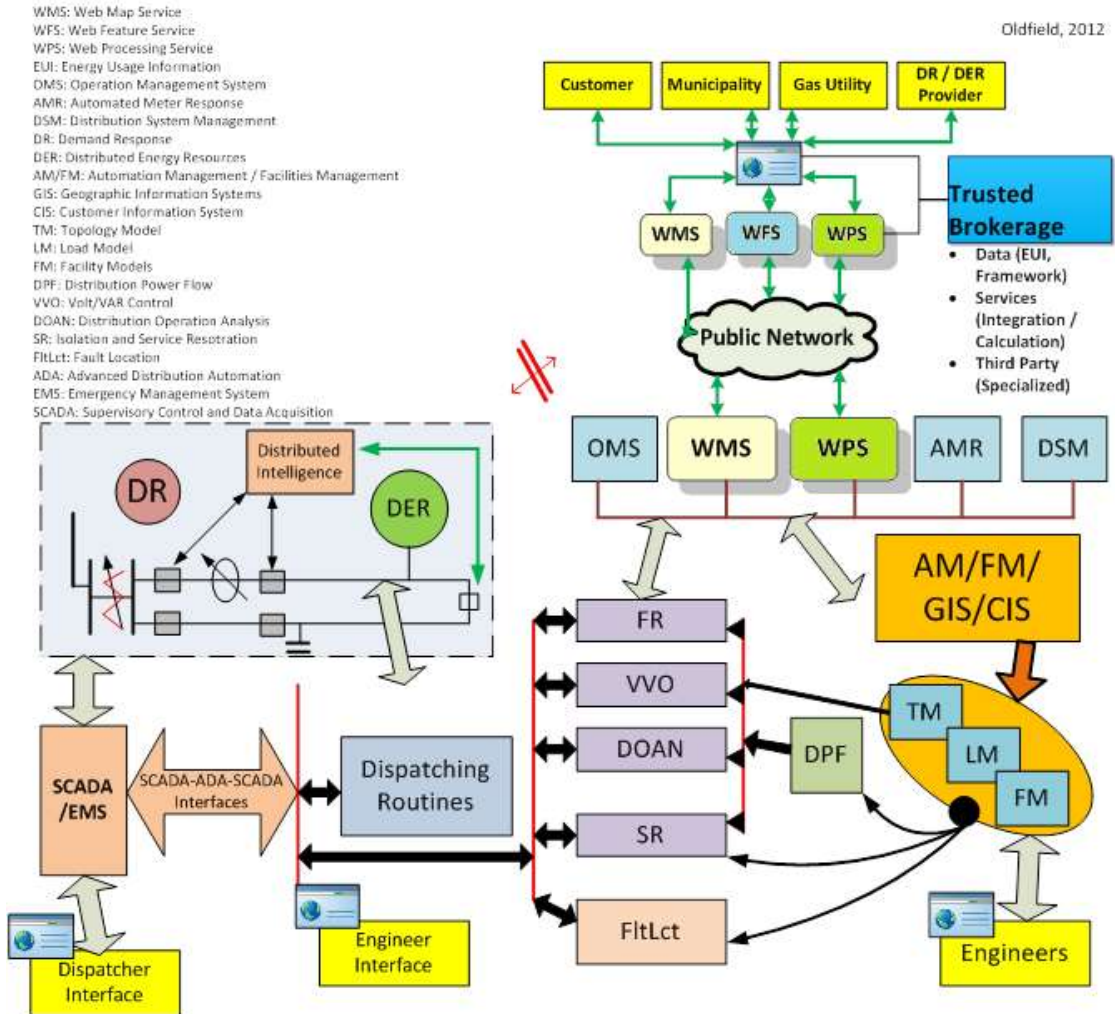 WMS: Web Map Service
WFS: Web Feature Service
WPS: Web Processing Service
EUI: Energy Usage Information
OMS: Operation Management System
AMR: Automated Meter Response
DSM: Distribution System Management
DR: Demand Response
DER: Distributed Energy Resources
AM/FM: Automation Management / Facilities Management
GIS: Geographic Information Systems
CIS: Customer Information System
TM: Topology Model
LM: Load Model
FM: Facility Models
DPF: Distribution Power Flow
VVO: Volt/VAR Control
DOAN: Distribution Operation Analysis
SR: Isolation and Service Resotration
FltLct: Fault Location
ADA: Advanced Distribution Automation
EMS: Emergency Management System
SCADA: Supervisory Control and Data Acquisition
Oldfield, 2012
Customer
Municipality
Gas Utility
DR / DER
Provider
WMS
WFS
WPS
Trusted
Brokerage
• Data (EUI,
Framework)
• Services
(Integration /
Calculation)
• Third Party
(Specialized)
Public Network
OMS
WMS
WPS
AMR
DSM
Distributed
Intelligence
DR
DER
AM/FM/
GIS/CIS
FR
VVO
DOAN
SR
FltLct
DPF
TM
LM
FM
SCADA
/EMS
SCADA-ADA-SCADA
Interfaces
Dispatching
Routines
Dispatcher
Interface
Engineer
Interface
Engineers